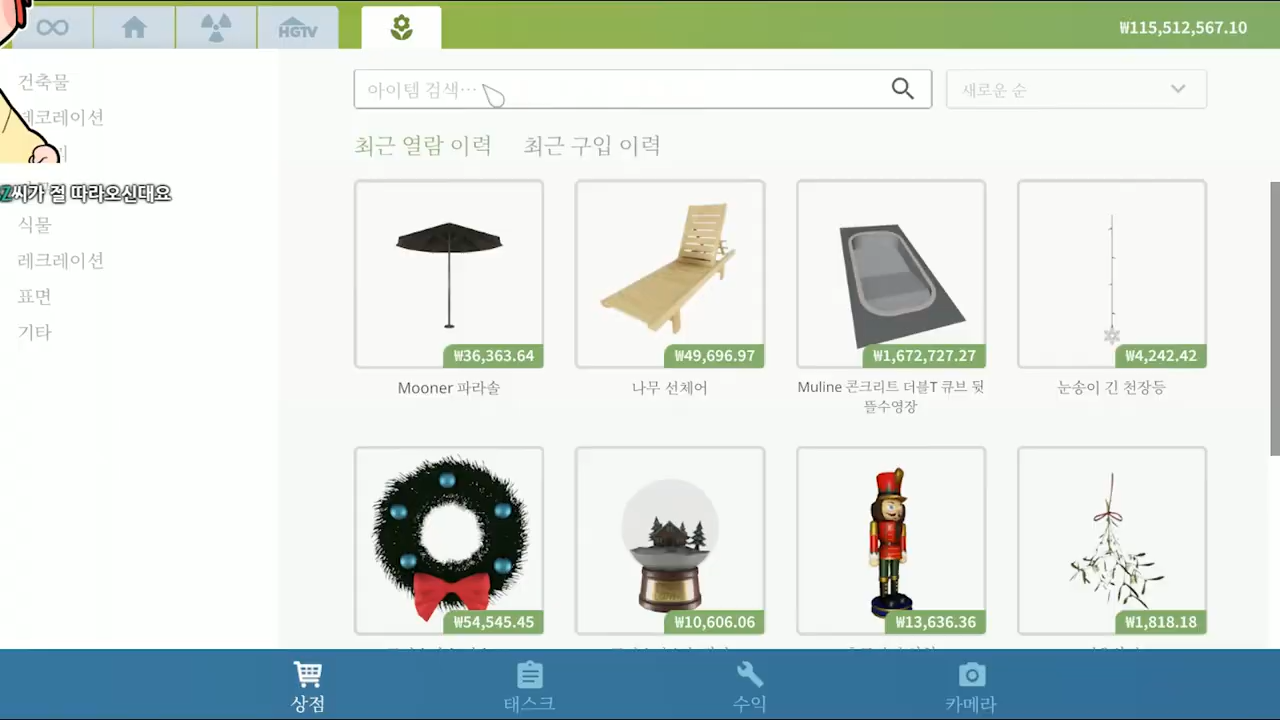 HGTV
₩115,512,567.10
건축물
데코레이션
Z씨가 절 따라오신대요
식물
레크레이션
표면
기타
아이템 검색…
새로운 순
최근 열람 이력 최근 구입 이력
₩36,363.64
₩49,696.97
₩1,672,727.27
₩4,242.42
Mooner 파라솔
나무 선체어
Muline 콘크리트 더블T 큐브 뒷
뜰수영장
눈송이 긴 천장등
₩54,545.45
₩10,606.06
₩13,636.36
₩1,818.18
상점
태스크
수익
카메라